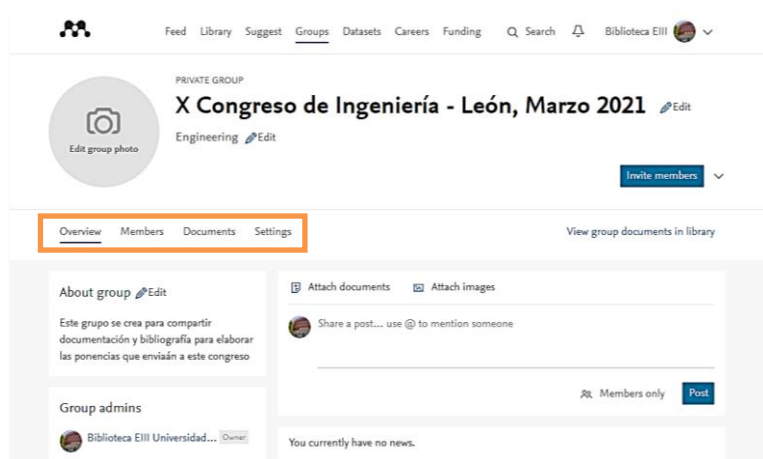 Feed Library Suggest Groups Datasets Careers Funding Search Biblioteca EIII
PRIVATE GROUP
X Congreso de Ingeniería - León, Marzo 2021 Edit
Engineering Edit
Edit group photo
Invite members
Overview Members Documents Settings
View group documents in library
About group Edit
Este grupo se crea para compartir
documentación y bibliografía para elaborar
las ponencias que enviaán a este congreso
Group admins
Biblioteca EIII Universidad... Owner
Attach documents Attach images
Share a post... use @ to mention someone
Members only Post
You currently have no news.